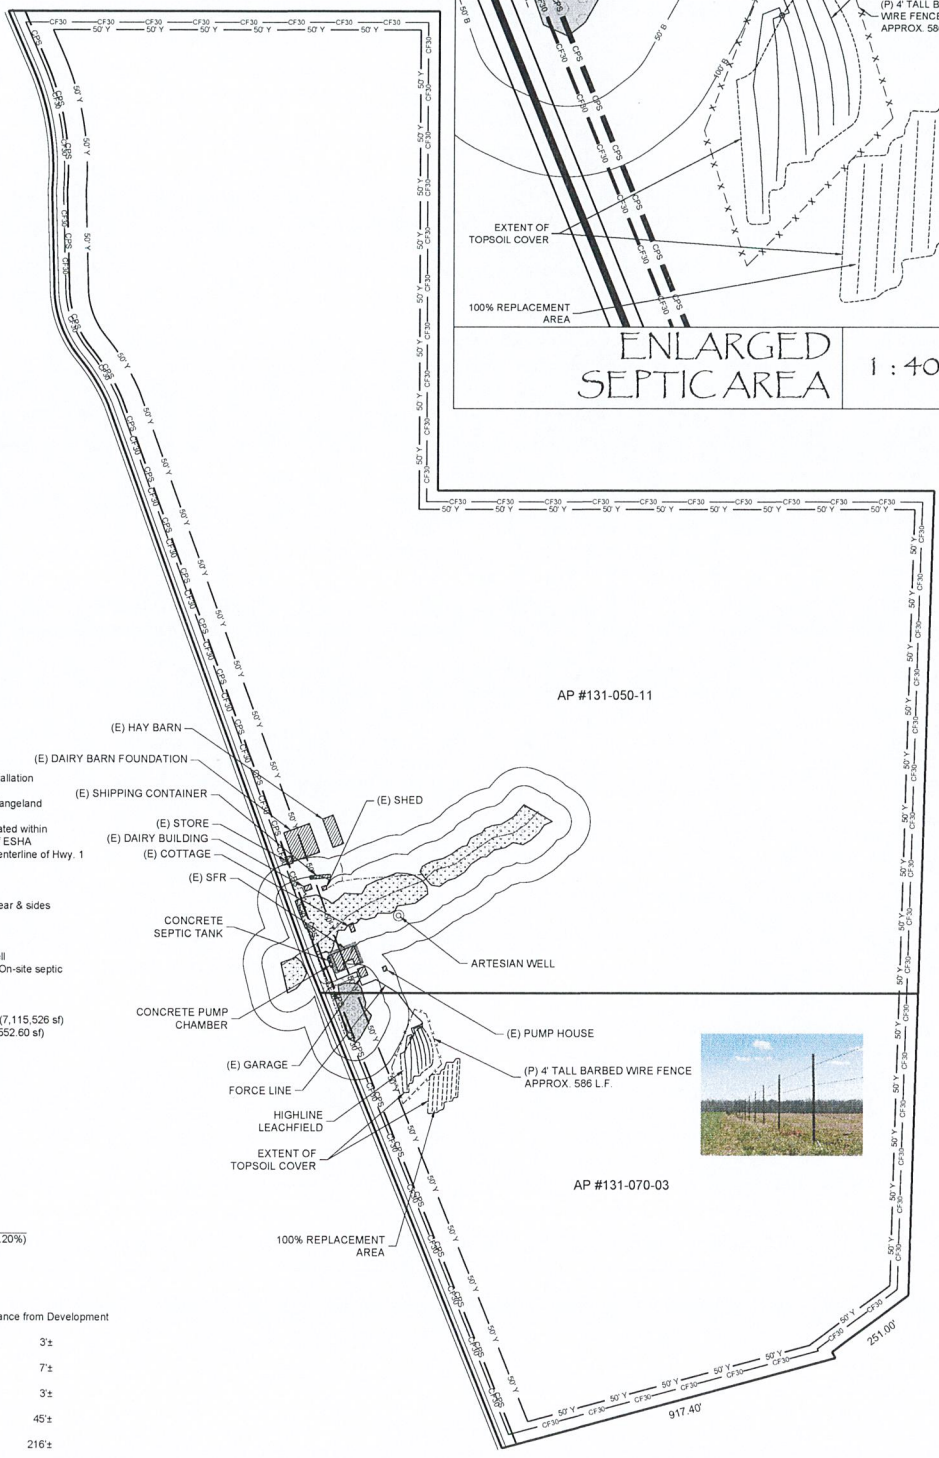 (P) 4' TALL B
WIRE FENCE
APPROX. 58
50' B
50' B
100' B
EXTENT OF
TOPSOIL COVER
100% REPLACEMENT
AREA
ENLARGED
SEPTIC AREA
1 : 40
CF30
50' Y
CPS
AP #131-050-11
(E) HAY BARN
(E) DAIRY BARN FOUNDATION
(E) SHIPPING CONTAINER
(E) SHED
(E) STORE
(E) DAIRY BUILDING
(E) COTTAGE
(E) SFR
CONCRETE
SEPTIC TANK
ARTESIAN WELL
CONCRETE PUMP
CHAMBER
(E) PUMP HOUSE
(E) GARAGE
(P) 4' TALL BARBED WIRE FENCE
APPROX. 586 L.F.
FORCE LINE
HIGHLINE
LEACHFIELD
EXTENT OF
TOPSOIL COVER
AP #131-070-03
100% REPLACEMENT
AREA
251.00'
917.40'
allation
angeland
ated within
ESHA
enterline of Hwy. 1
ear & sides
ll
On-site septic
(7,115,526 sf)
552.60 sf)
.20%)
ance from Development
3'±
7'±
3'±
45'±
216'±